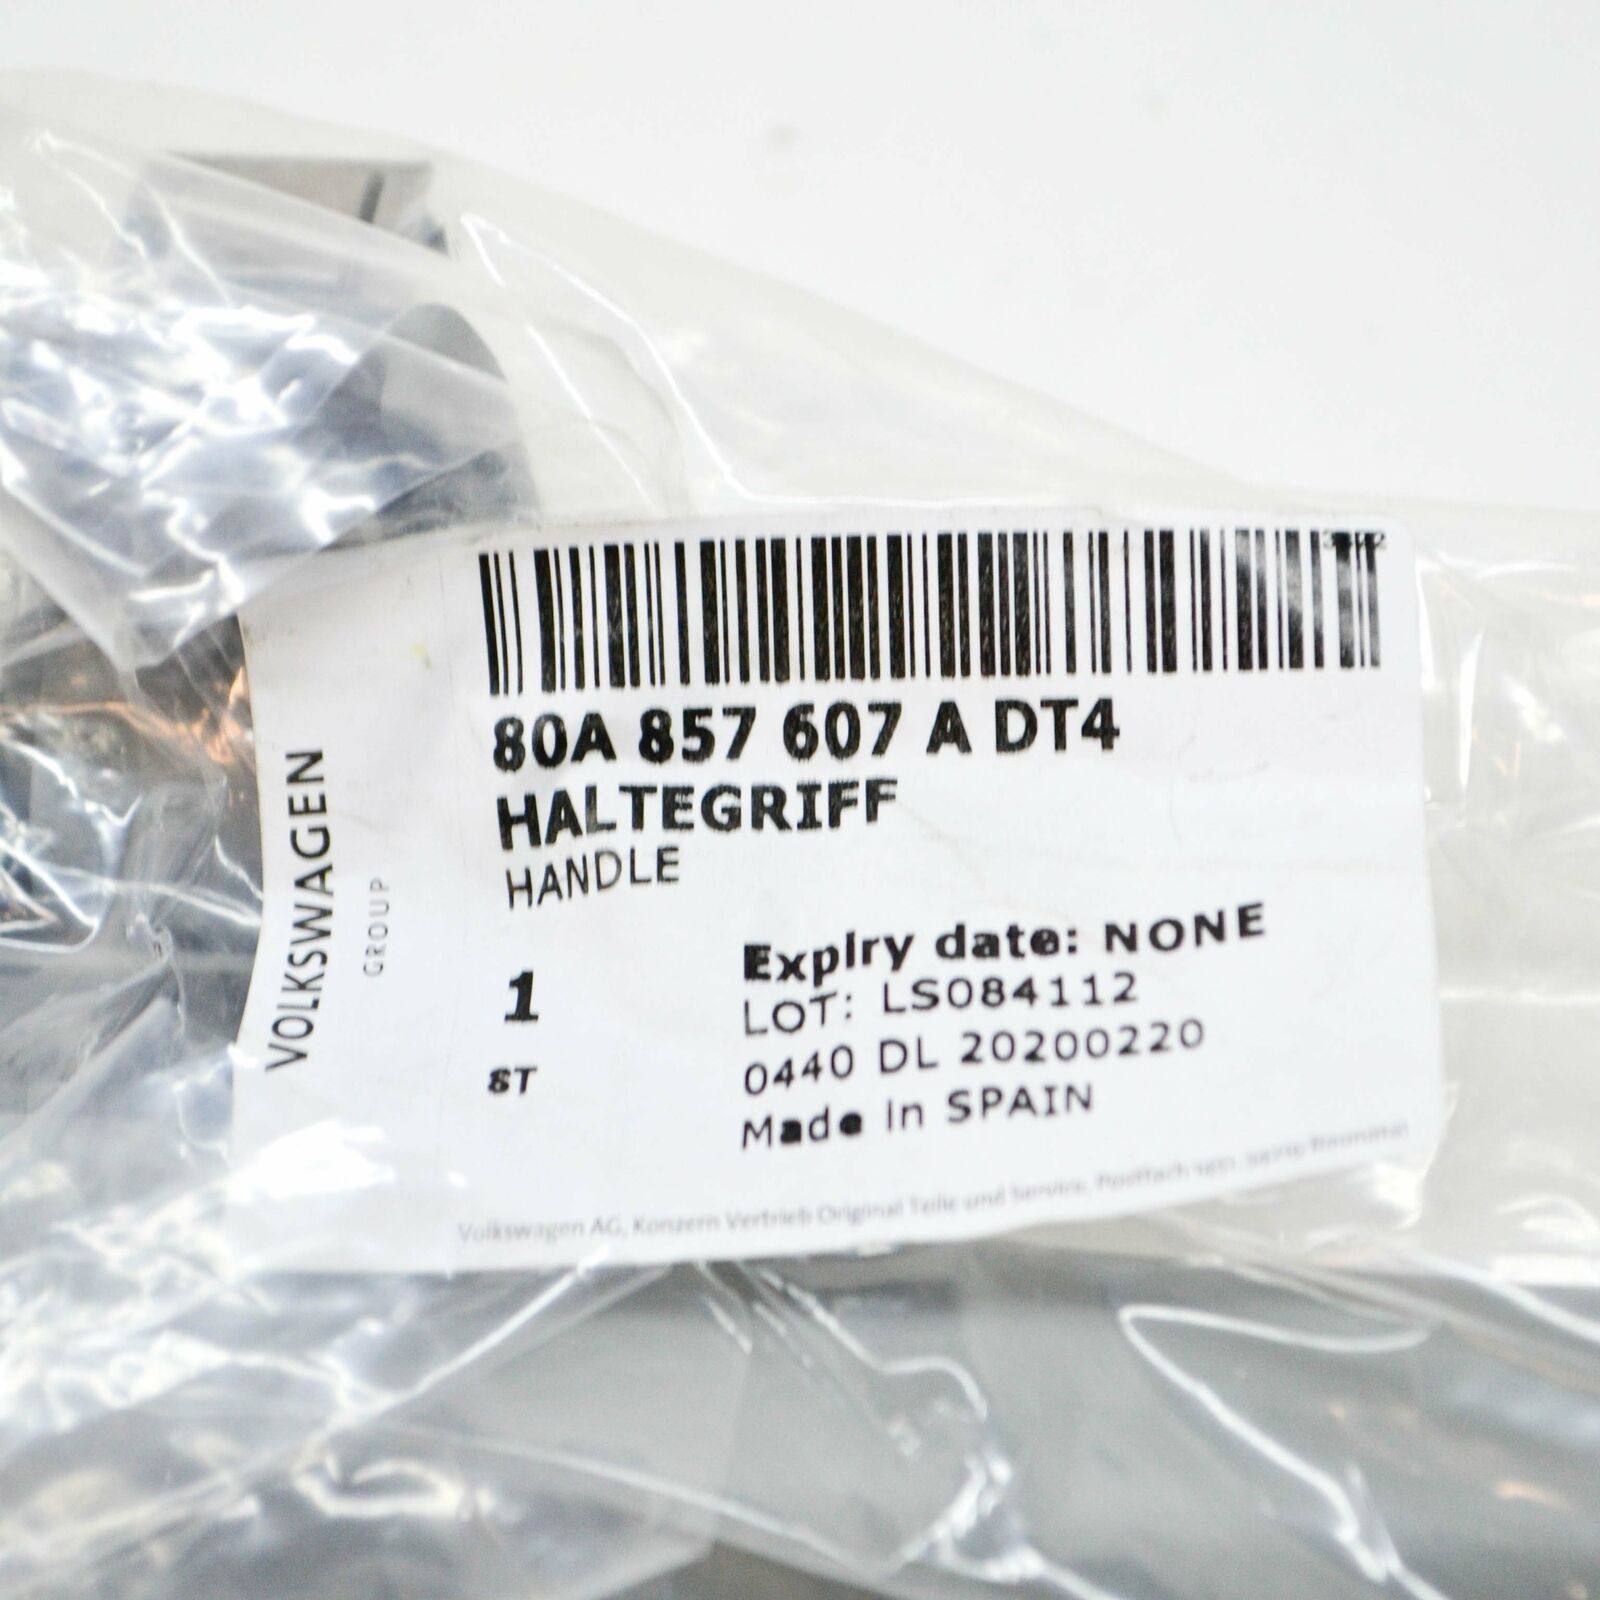 80A 857 607 A DT4
HALTEGRIFF
HANDLE
VOLKSWAGEN
GROUP
1
ST
Expiry date: NONE
LOT: LS084112
0440 DL 20200220
Made in SPAIN
Volkswagen AG, Konzern Vertrieb Original Teile und Service, Postfach